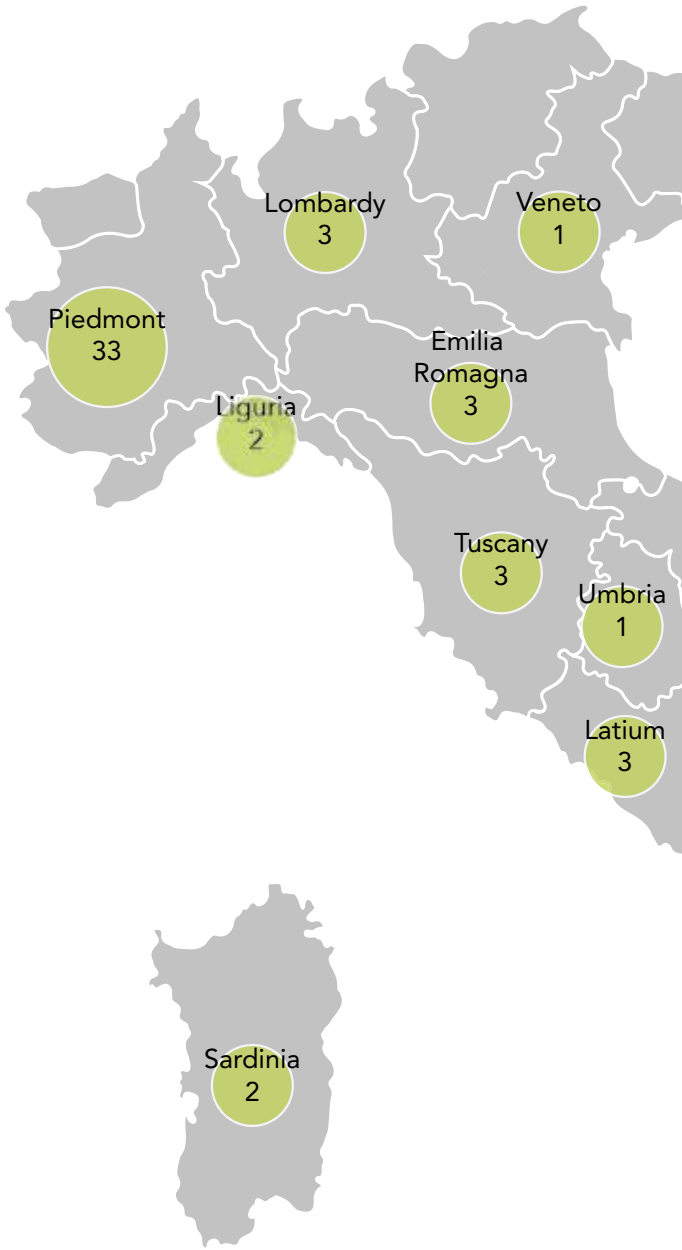 Lombardy
3
Veneto
1
Piedmont
33
Emilia
Romagna
3
Liguria
2
Tuscany
3
Umbria
1
Latium
3
Sardinia
2